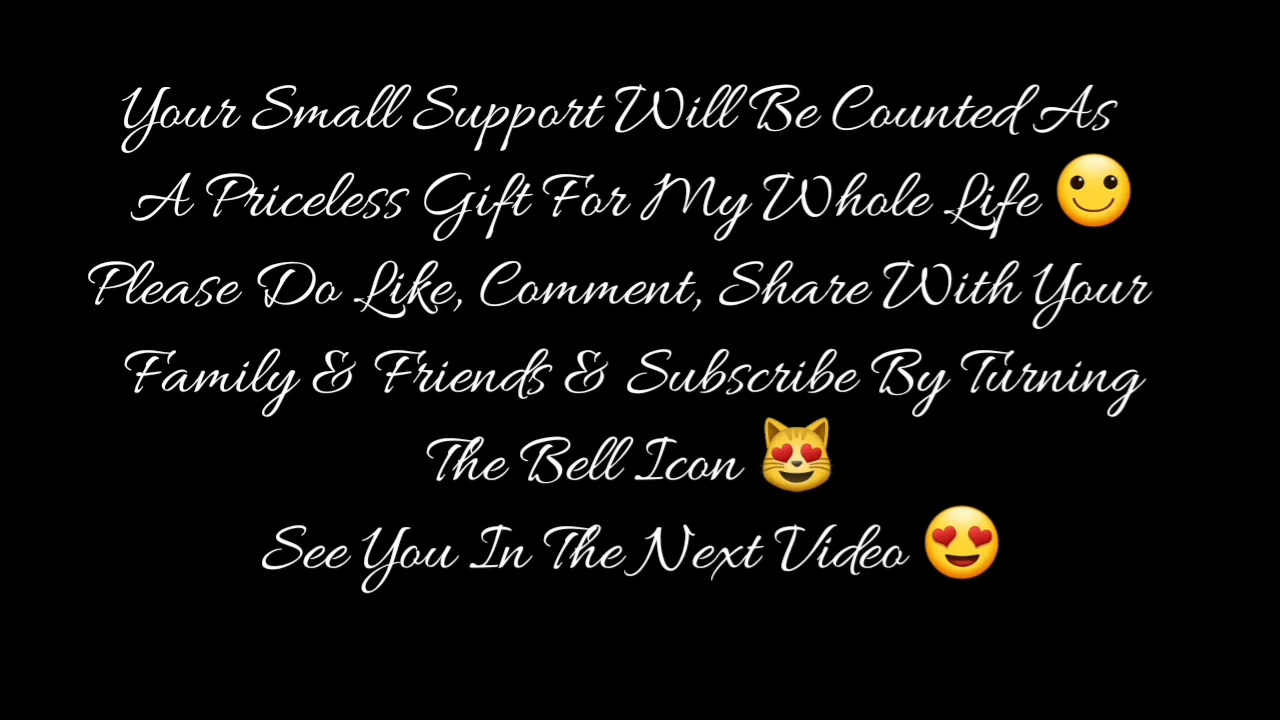 Your Small Support Will Be Counted As
A Priceless Gift For My Whole Life 🙂
Please Do Like, Comment, Share With Your
Family & Friends & Subscribe By Turning
The Bell Icon 😻
See You In The Next Video 😍